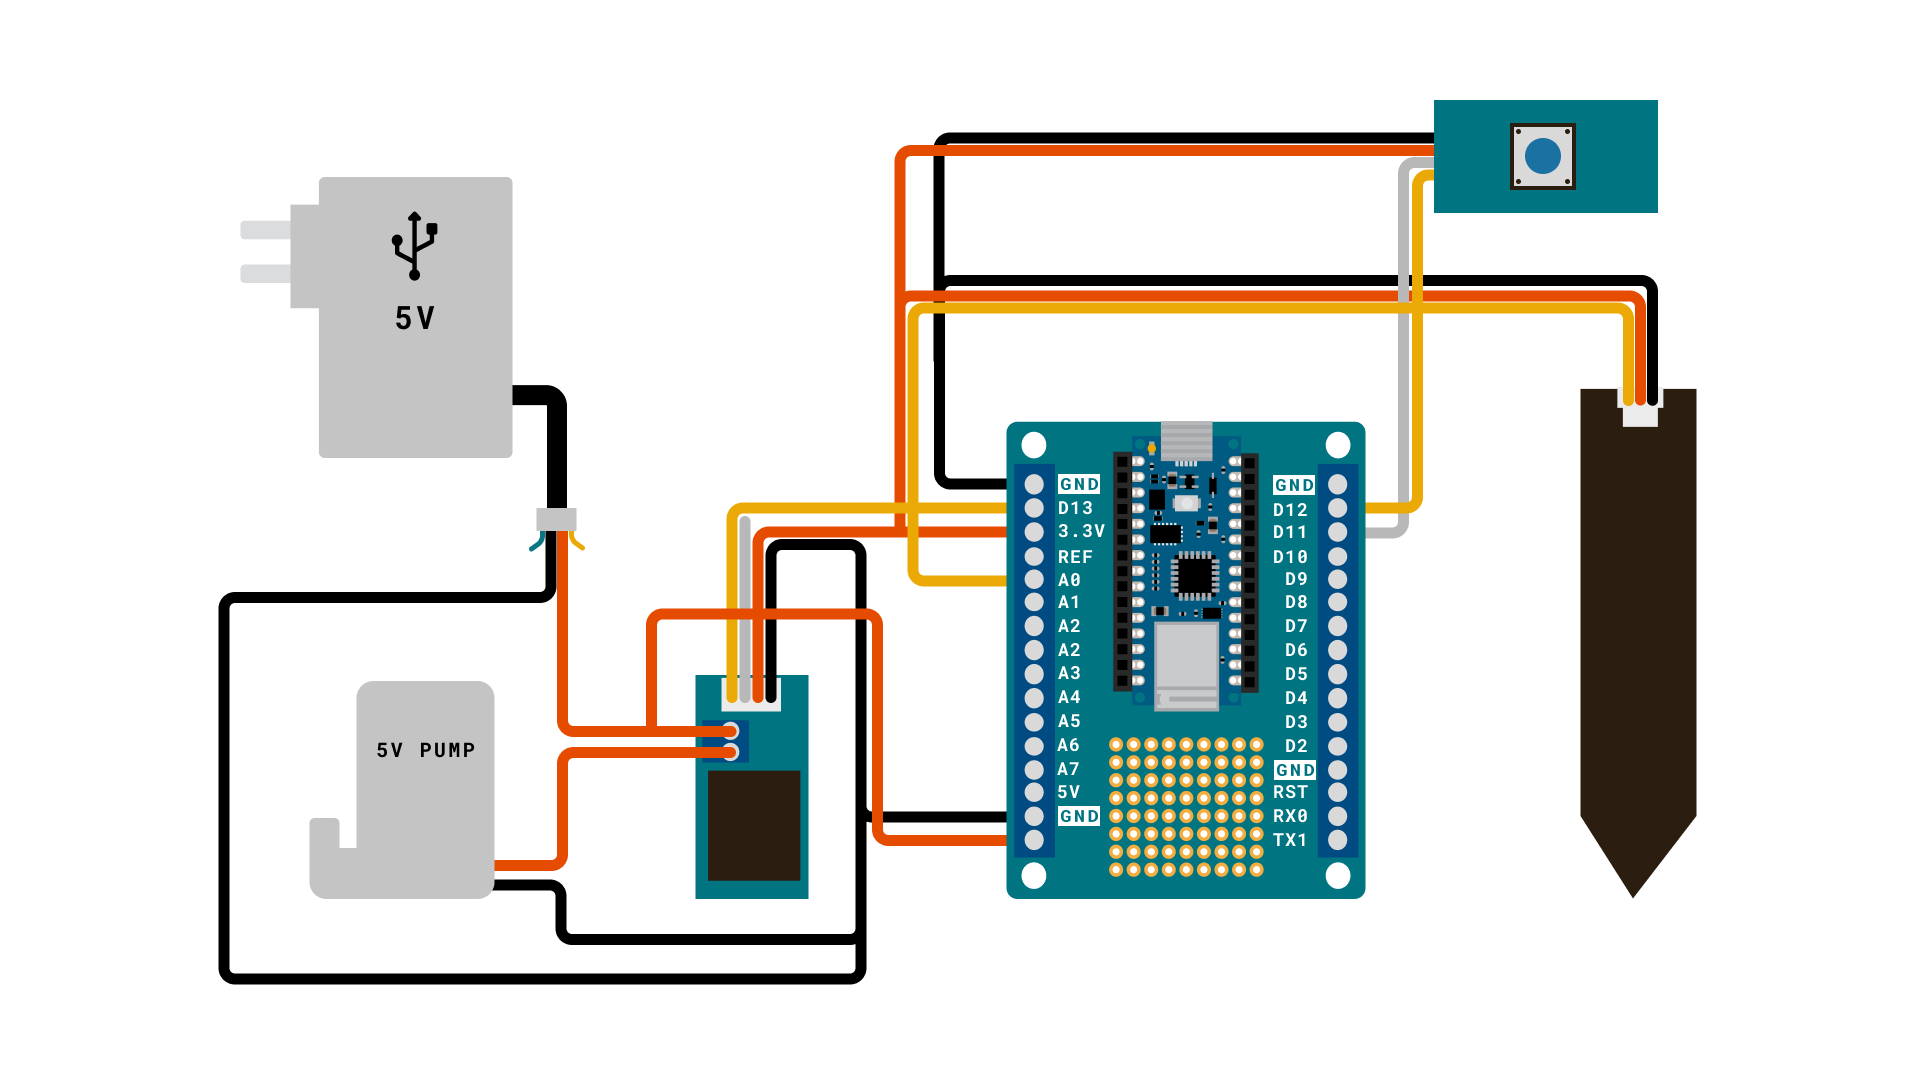 5V
5V PUMP
GND
D13
3.3V
REF
A0
A1
A2
A2
A3
A4
A5
A6
A7
5V
GND
GND
D12
D11
D10
D9
D8
D7
D6
D5
D4
D3
D2
GND
RST
RX0
TX1